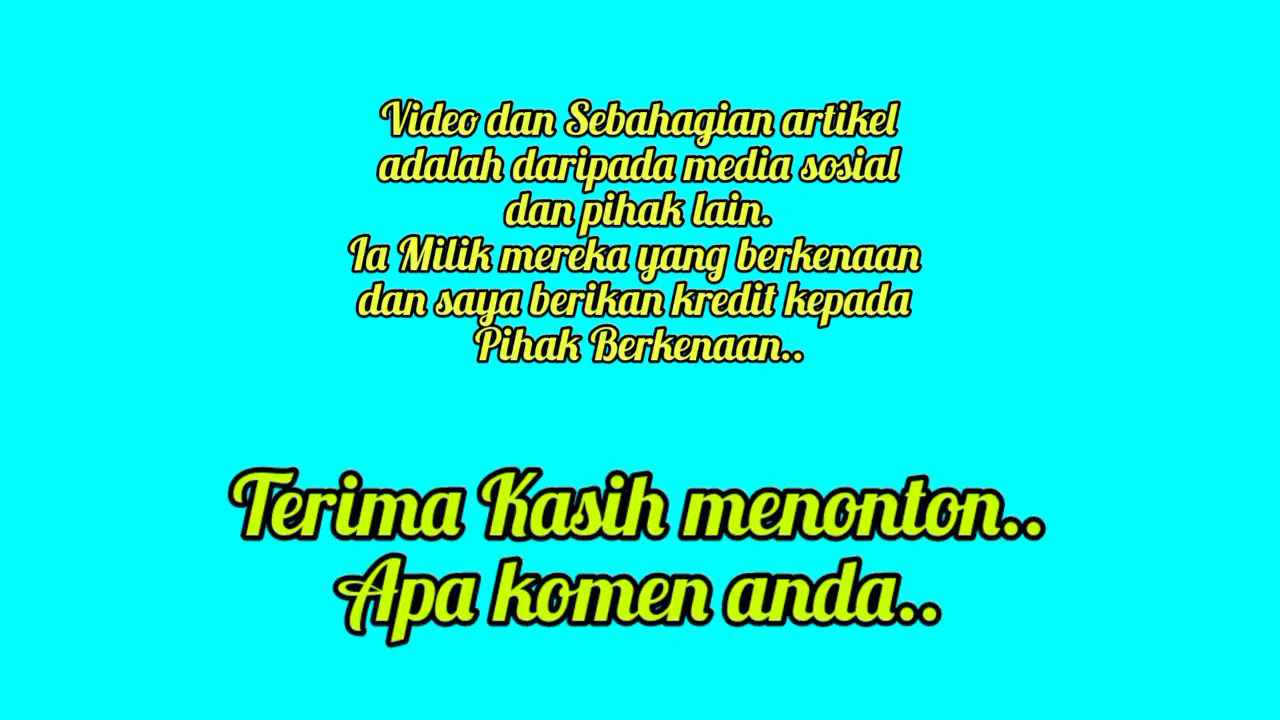 Video dan Sebahagian artikel
adalah daripada media sosial
dan pihak lain.
Ia Milik mereka yang berkenaan
dan saya berikan kredit kepada
Pihak Berkenaan..
Terima Kasih menonton..
Apa komen anda..